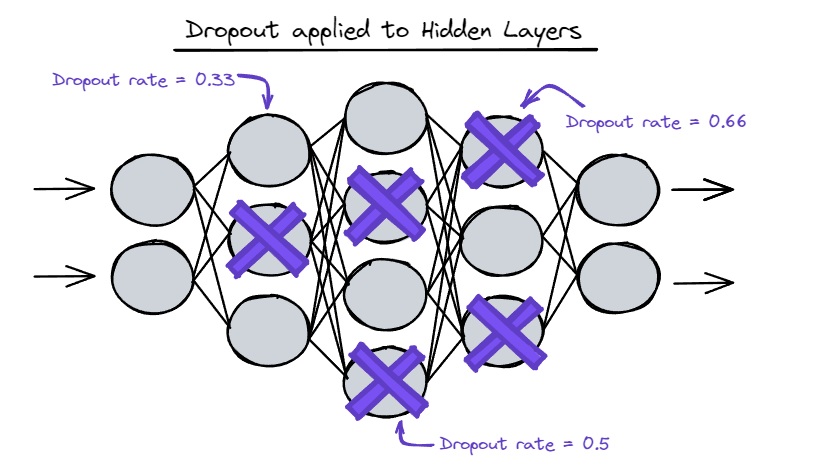 Dropout applied to Hidden Layers
Dropout rate = 0.33
Dropout rate = 0.66
Dropout rate = 0.5